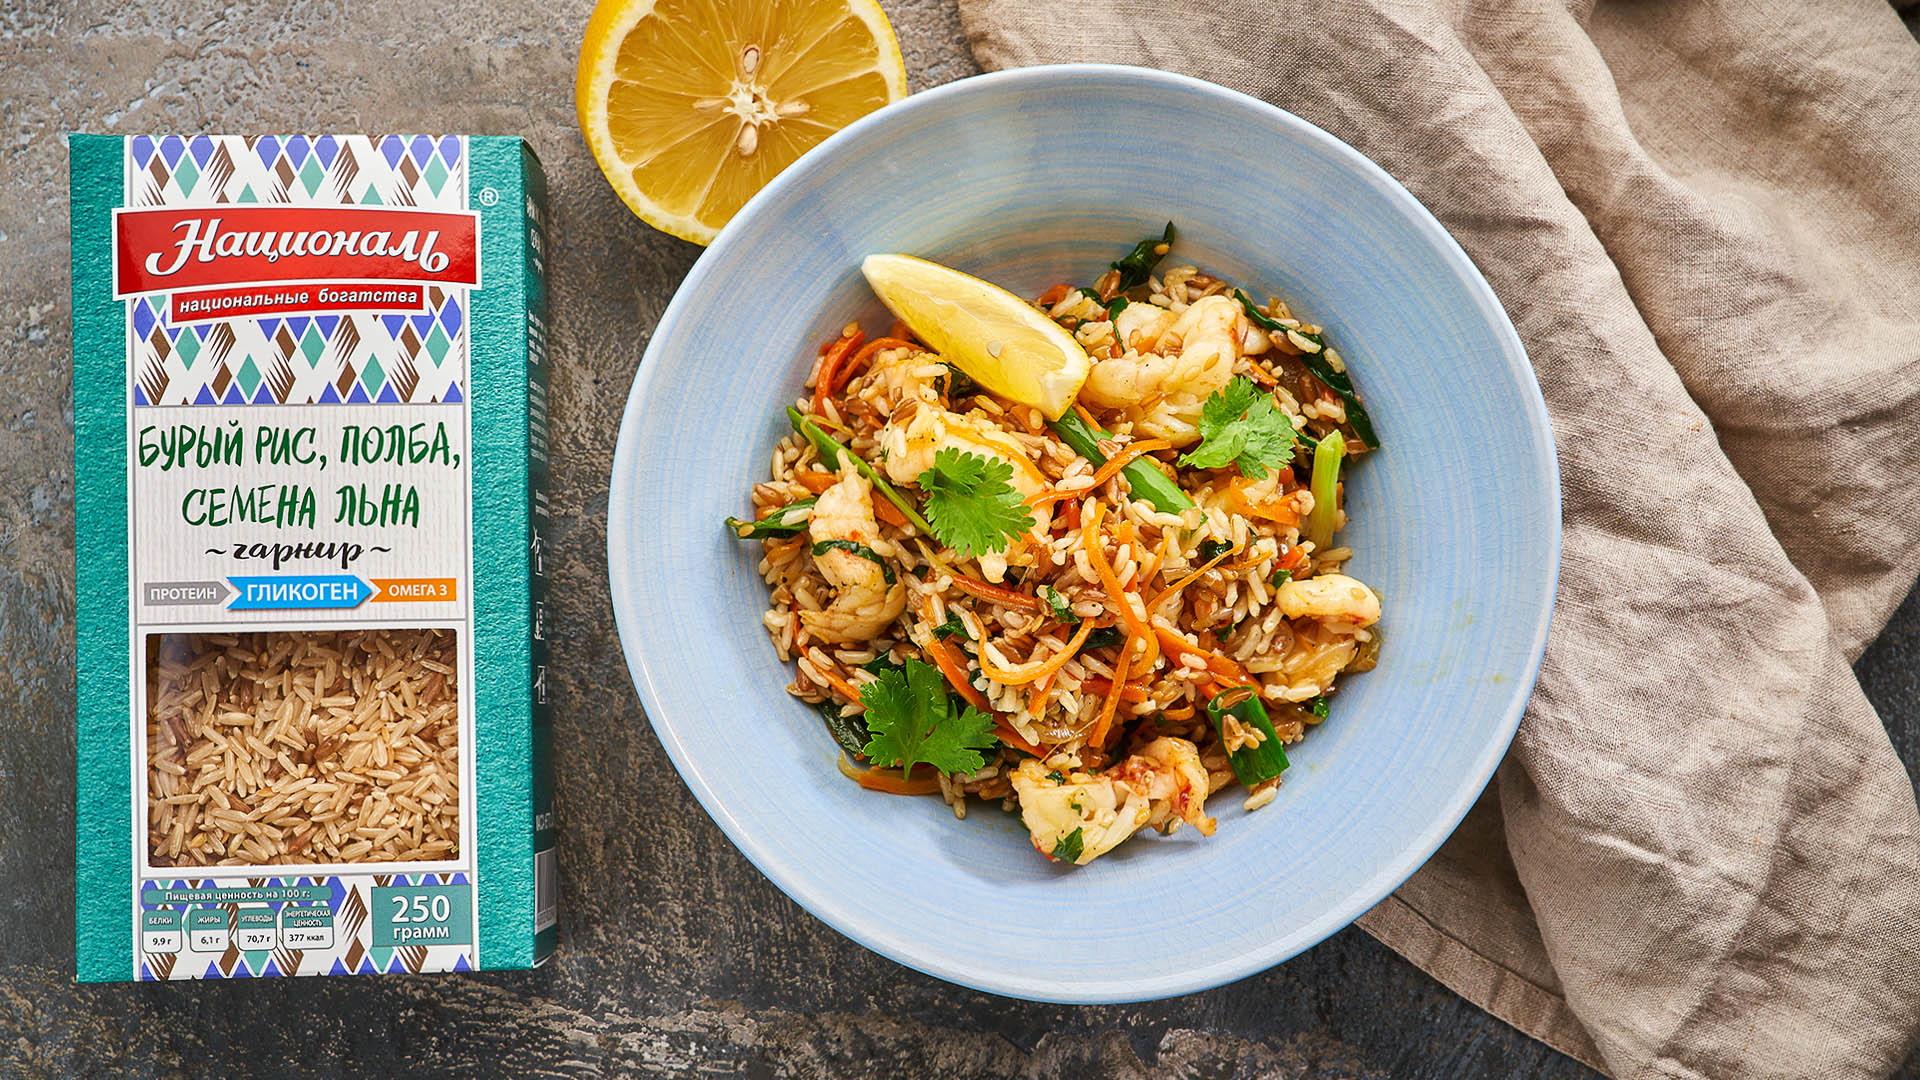 ®
Националь
национальные богатства
БУРЫЙ РИС, ПОЛБА,
СЕМЕНА ЛЬНА
~ гарнир ~
ПРОТЕИН ГЛИКОГЕН ОМЕГА 3
Пищевая ценность на 100 г:
БЕЛКИ
9,9 г
ЖИРЫ
6,1 г
УГЛЕВОДЫ
70,7 г
ЭНЕРГЕТИЧЕСКАЯ
ЦЕННОСТЬ
377 ккал
250
грамм